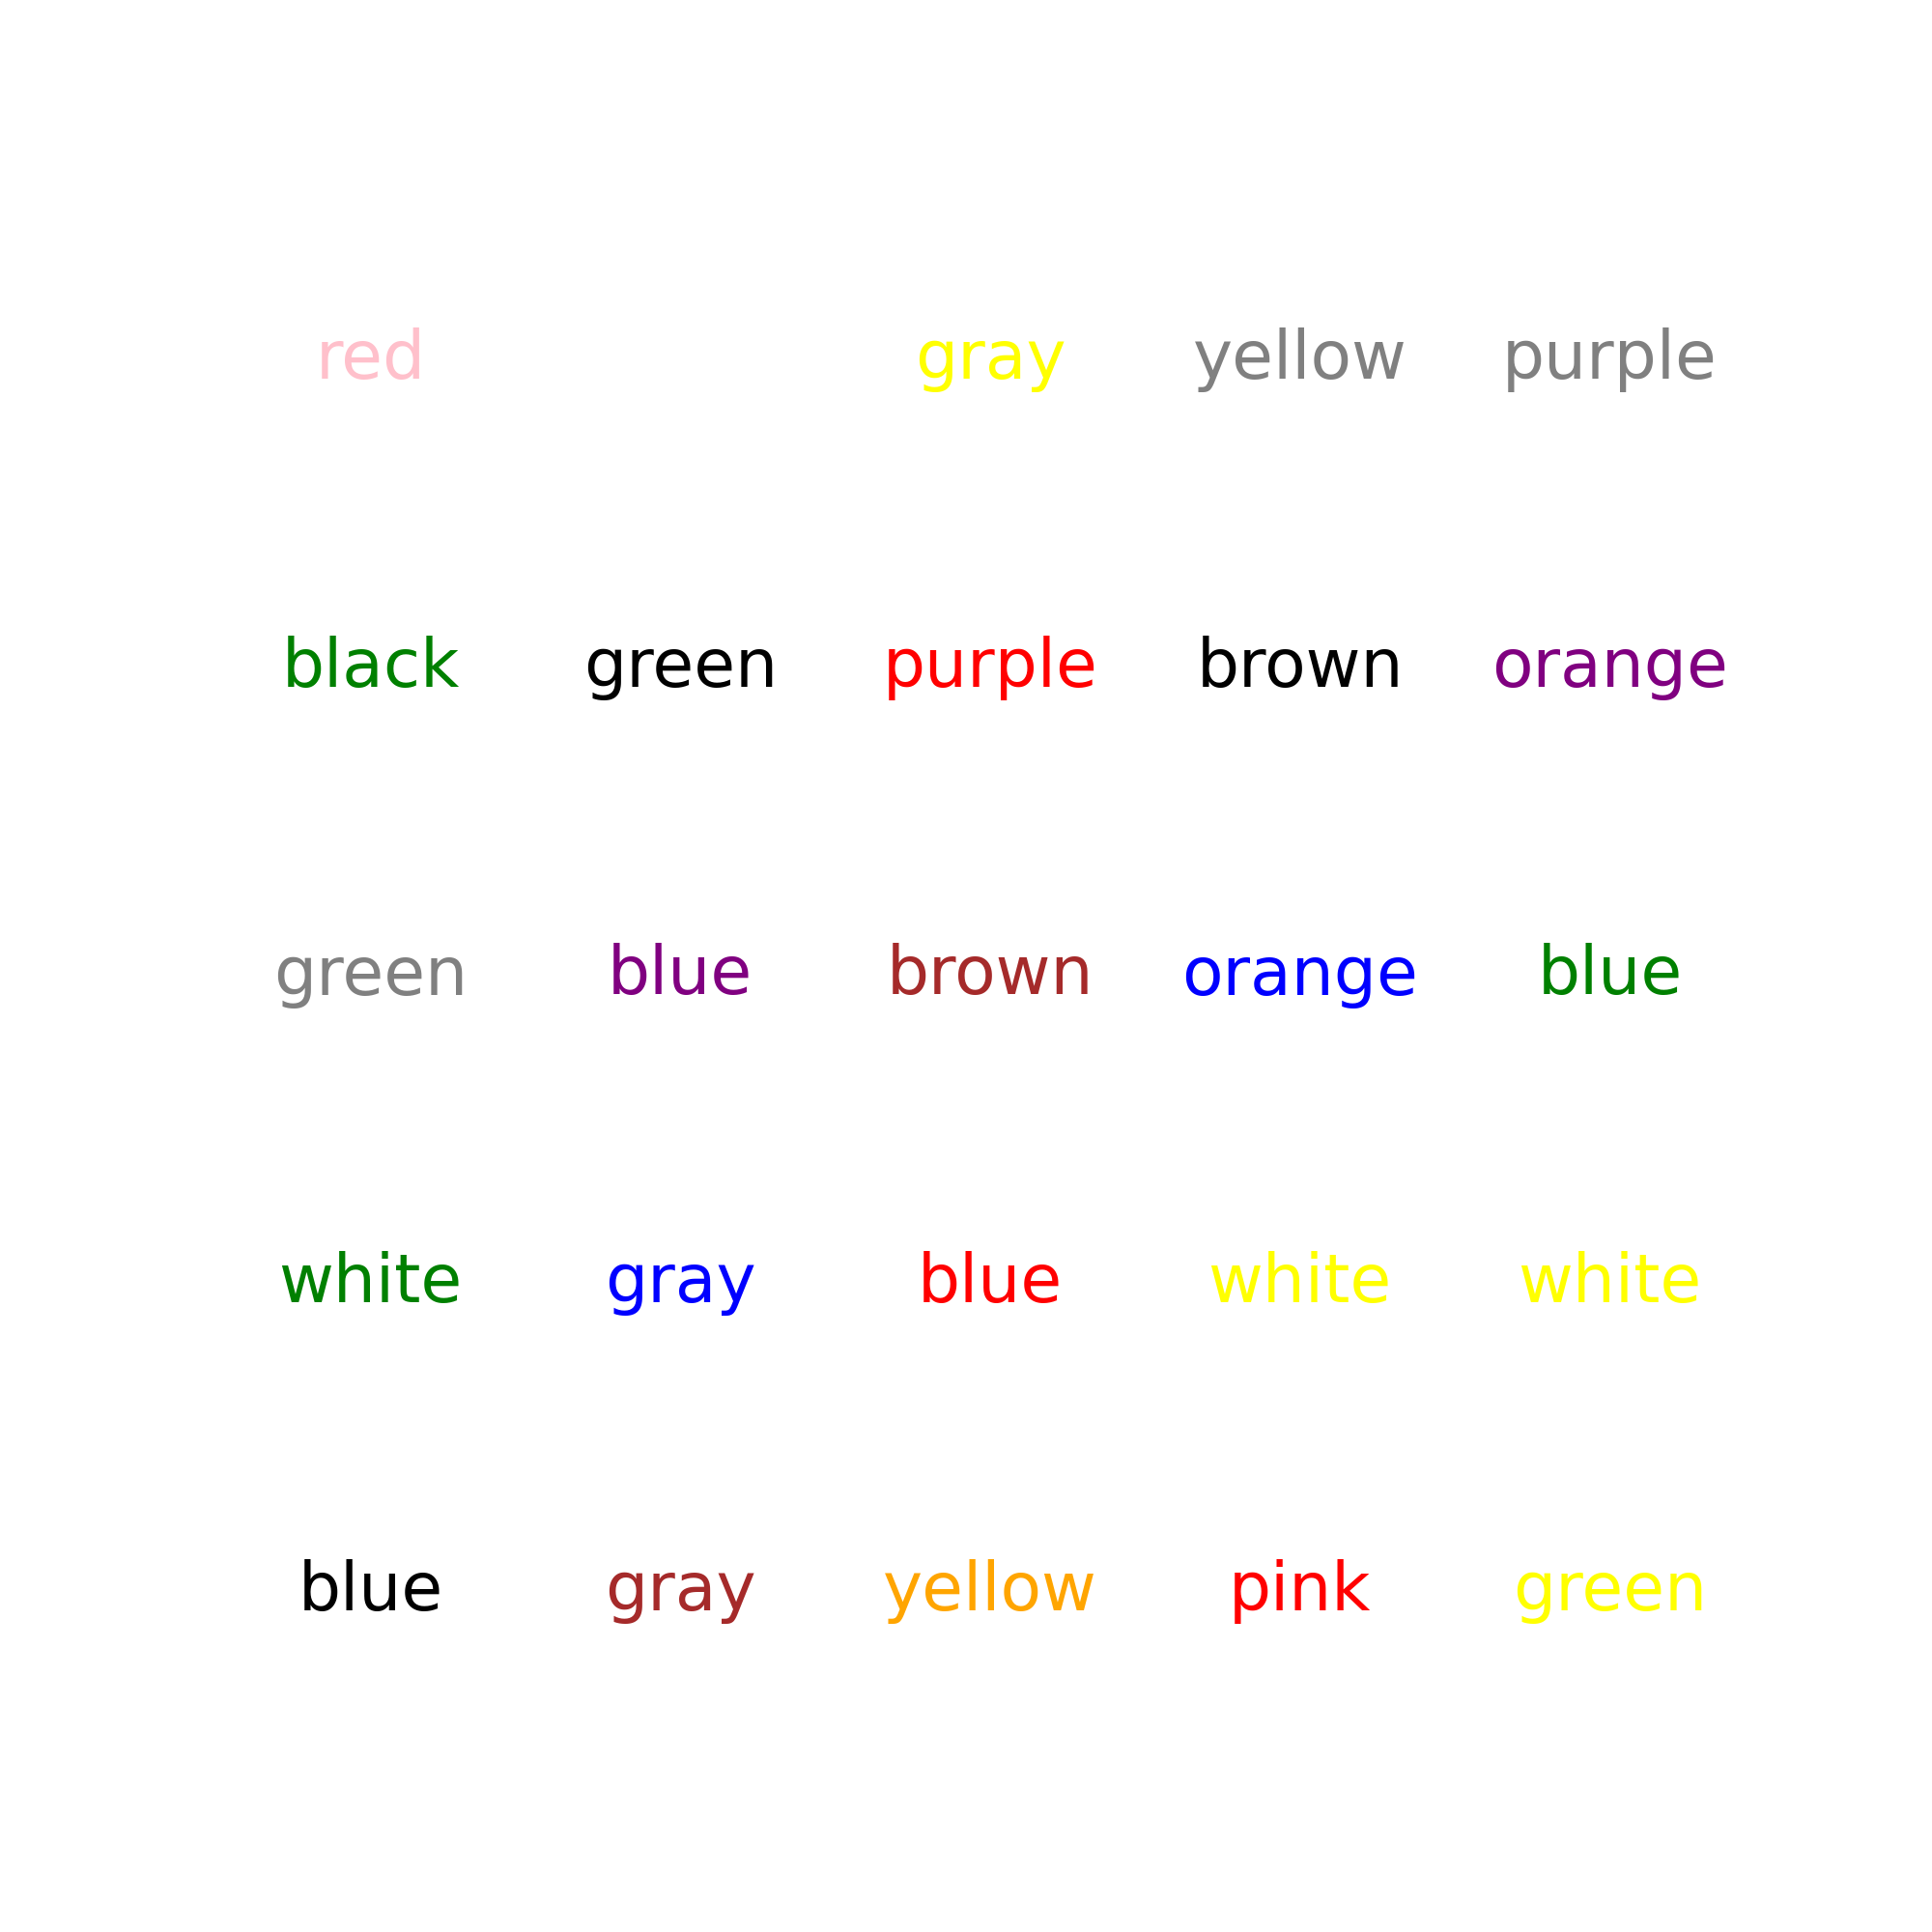 red gray yellow purple
black green purple brown orange
green blue brown orange blue
white gray blue white white
blue gray yellow pink green